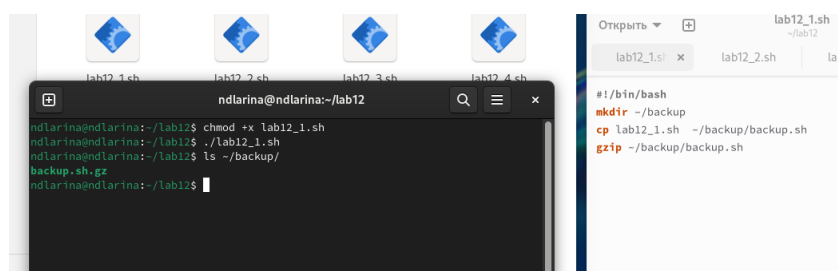 lab12_1.sh lab12_2.sh lab12_3.sh lab12_4.sh
ndlarina@ndlarina:~/lab12
ndlarina@ndlarina:~/lab12$ chmod +x lab12_1.sh
ndlarina@ndlarina:~/lab12$ ./lab12_1.sh
ndlarina@ndlarina:~/lab12$ ls ~/backup/
backup.sh.gz
ndlarina@ndlarina:~/lab12$
Открыть
lab12_1.sh
~/lab12
lab12_1.sh lab12_2.sh la
#!/bin/bash
mkdir ~/backup
cp lab12_1.sh ~/backup/backup.sh
gzip ~/backup/backup.sh